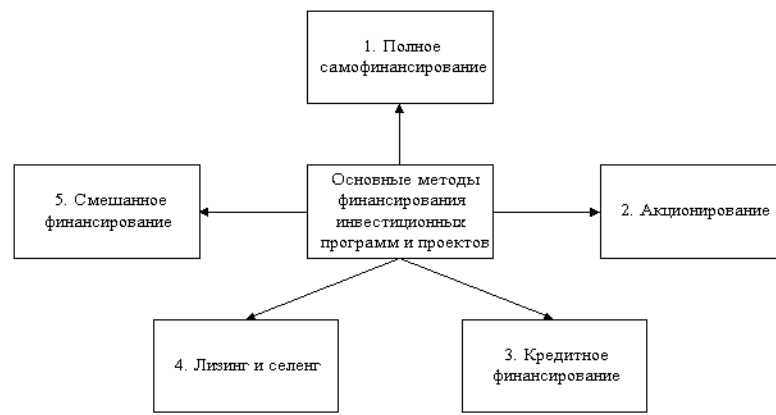 1. Полное
самофинансирование
Основные методы
финансирования
инвестиционных
программ и проектов
5. Смешанное
финансирование
2. Акционирование
4. Лизинг и селенг
3. Кредитное
финансирование